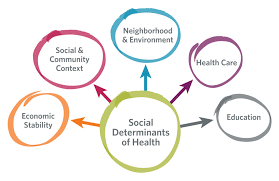 Neighborhood
& Environment
Social &
Community
Context
Health Care
Economic
Stability
Social
Determinants
of Health
Education